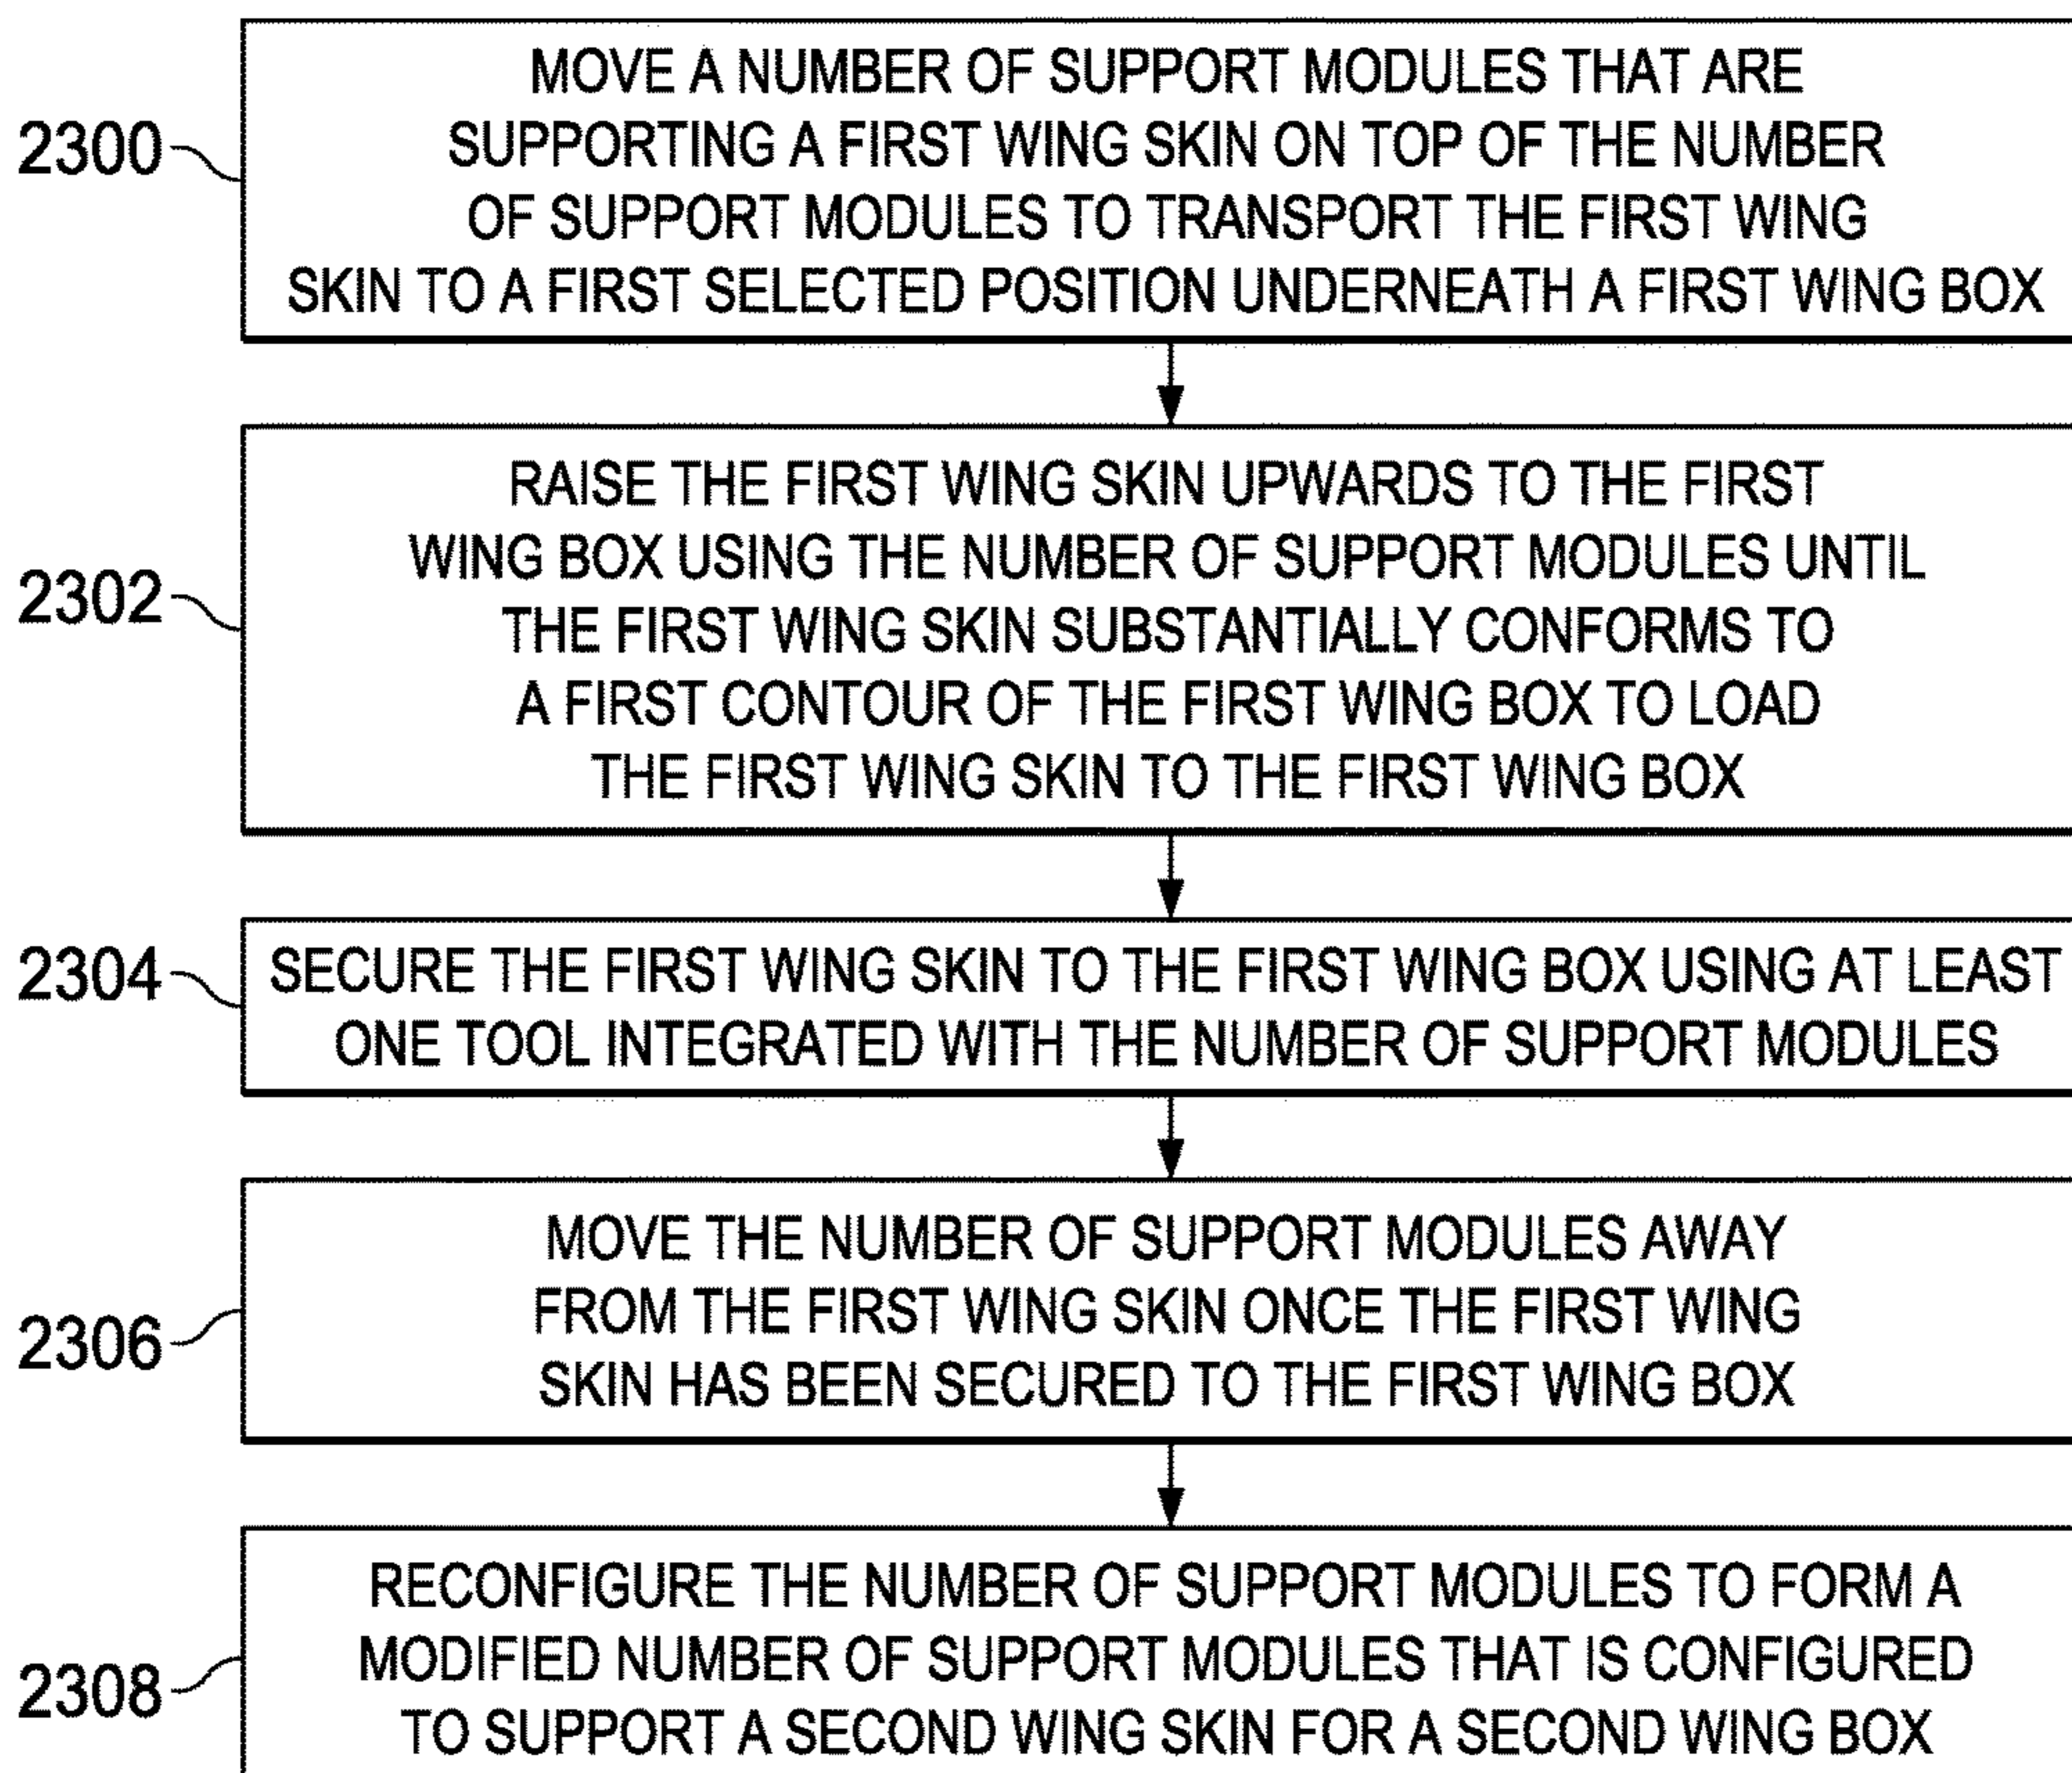 2300
MOVE A NUMBER OF SUPPORT MODULES THAT ARE
SUPPORTING A FIRST WING SKIN ON TOP OF THE NUMBER
OF SUPPORT MODULES TO TRANSPORT THE FIRST WING
SKIN TO A FIRST SELECTED POSITION UNDERNEATH A FIRST WING BOX
2302
RAISE THE FIRST WING SKIN UPWARDS TO THE FIRST
WING BOX USING THE NUMBER OF SUPPORT MODULES UNTIL
THE FIRST WING SKIN SUBSTANTIALLY CONFORMS TO
A FIRST CONTOUR OF THE FIRST WING BOX TO LOAD
THE FIRST WING SKIN TO THE FIRST WING BOX
2304
SECURE THE FIRST WING SKIN TO THE FIRST WING BOX USING AT LEAST
ONE TOOL INTEGRATED WITH THE NUMBER OF SUPPORT MODULES
2306
MOVE THE NUMBER OF SUPPORT MODULES AWAY
FROM THE FIRST WING SKIN ONCE THE FIRST WING
SKIN HAS BEEN SECURED TO THE FIRST WING BOX
2308
RECONFIGURE THE NUMBER OF SUPPORT MODULES TO FORM A
MODIFIED NUMBER OF SUPPORT MODULES THAT IS CONFIGURED
TO SUPPORT A SECOND WING SKIN FOR A SECOND WING BOX